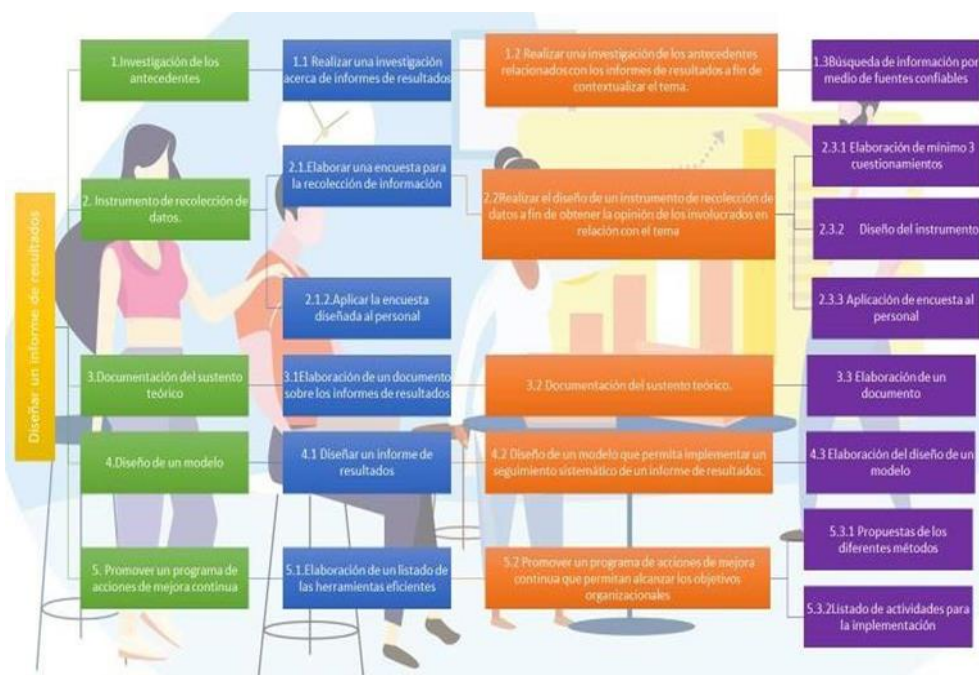 Diseñar un informe de resultados
1.Investigación de los
antecedentes
1.1 Realizar una investigación
acerca de informes de resultados
1.2 Realizar una investigación de los antecedentes
relacionados con los informes de resultados a fin de
contextualizar el tema.
1.3Búsqueda de información por
medio de fuentes confiables
2. Instrumento de recolección de
datos.
2.1.Elaborar una encuesta para
la recolección de información
2.2Realizar el diseño de un instrumento de recolección de
datos a fin de obtener la opinión de los involucrados en
relación con el tema
2.3.1 Elaboración de mínimo 3
cuestionamientos
2.3.2 Diseño del instrumento
2.1.2.Aplicar la encuesta
diseñada al personal
2.3.3 Aplicación de encuesta al
personal
3.Documentación del sustento
teórico
3.1Elaboración de un documento
sobre los informes de resultados
3.2 Documentación del sustento teórico.
3.3 Elaboración de un
documento
4.Diseño de un modelo
4.1 Diseñar un informe de
resultados
4.2 Diseño de un modelo que permita implementar un
seguimiento sistemático de un informe de resultados.
4.3 Elaboración del diseño de un
modelo
5. Promover un programa de
acciones de mejora continua
5.1.Elaboración de un listado de
las herramientas eficientes
5.2 Promover un programa de acciones de mejora
continua que permitan alcanzar los objetivos
organizacionales
5.3.1 Propuestas de los
diferentes métodos
5.3.2Listado de actividades para
la implementación